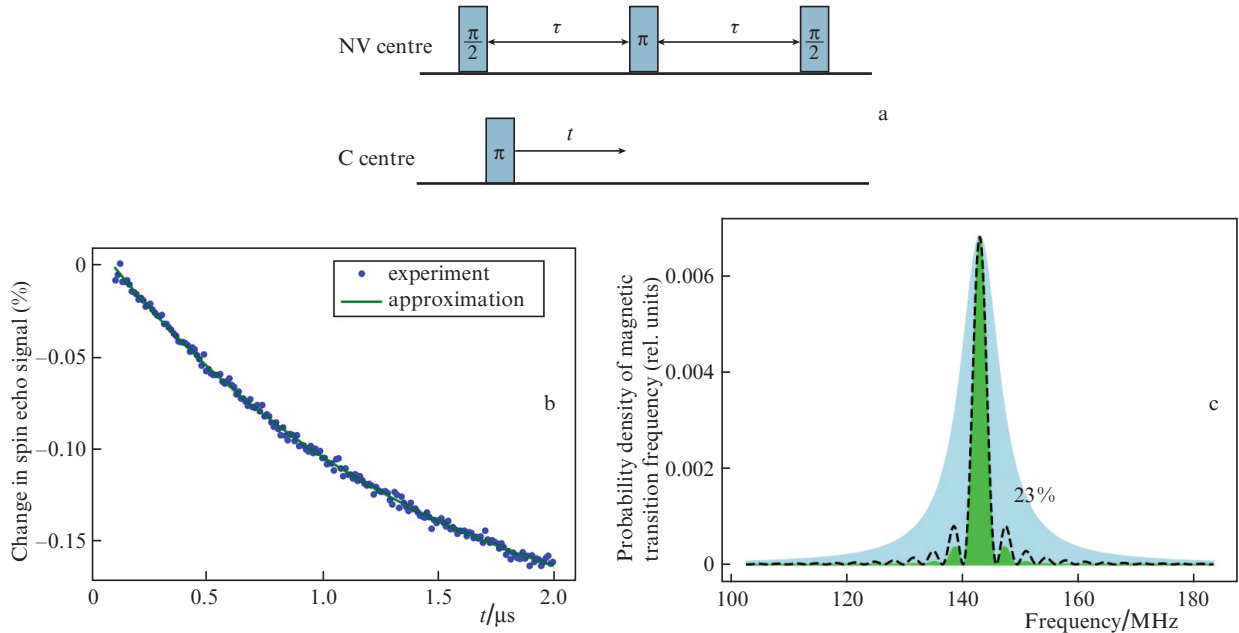 NV centre
π/2
τ
π
τ
π/2
a
C centre
π
t
Change in spin echo signal (%)
0
−0.05
−0.10
−0.15
experiment
approximation
b
0
0.5
1.0
1.5
2.0
t/μs
Probability density of magnetic
transition frequency (rel. units)
0.006
0.004
0.002
0
c
23%
100
120
140
160
180
Frequency/MHz